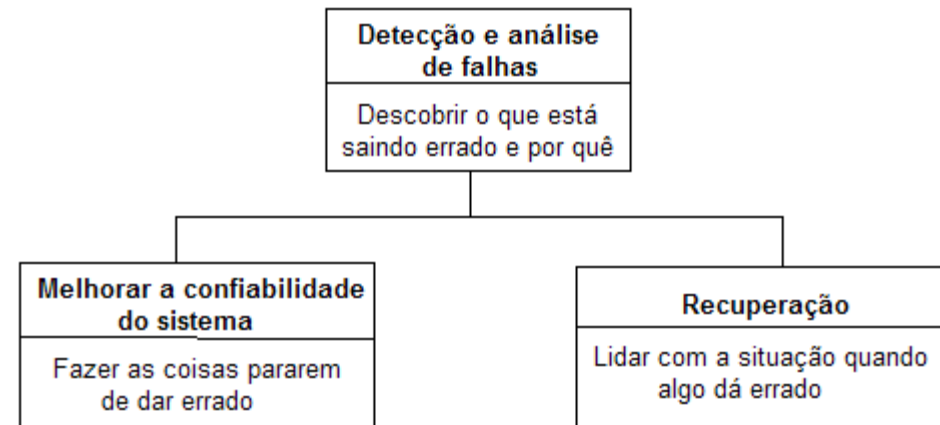 Detecção e análise
de falhas
Descobrir o que está
saindo errado e por quê
Melhorar a confiabilidade
do sistema
Fazer as coisas pararem
de dar errado
Recuperação
Lidar com a situação quando
algo dá errado